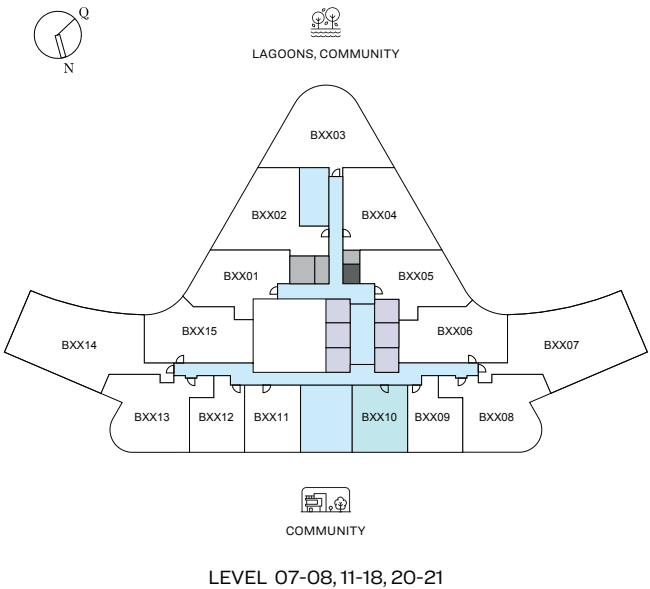 Q
N
LAGOONS, COMMUNITY
BXX03
BXX02
BXX04
BXX01
BXX05
BXX15
BXX06
BXX14
BXX07
BXX13
BXX12
BXX11
BXX10
BXX09
BXX08
COMMUNITY
LEVEL 07-08, 11-18, 20-21